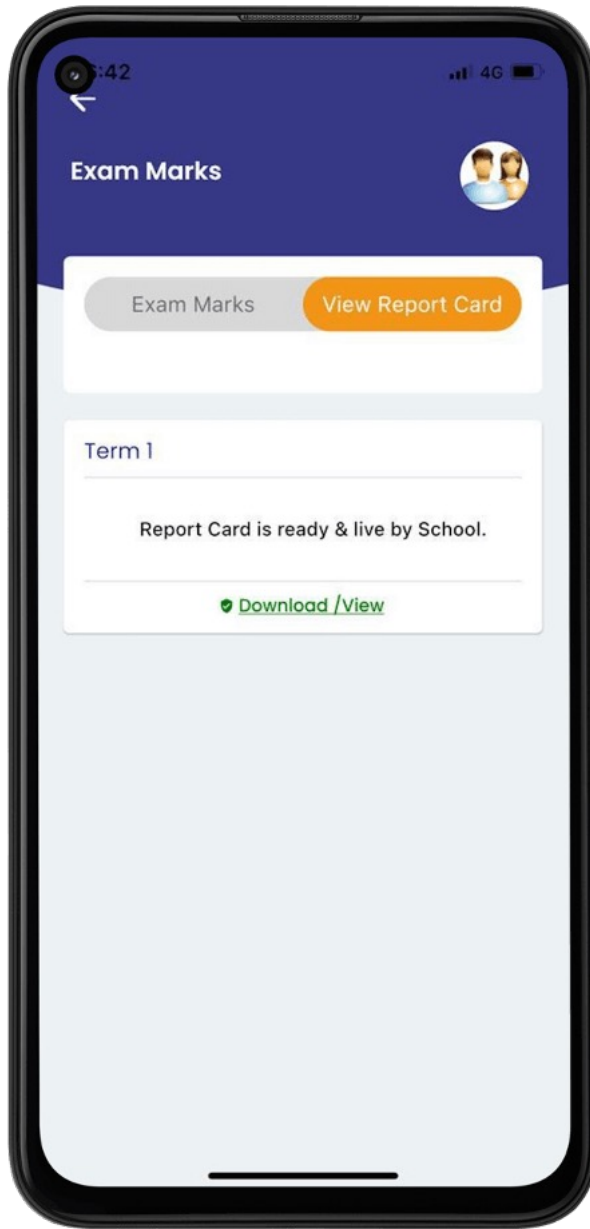 :42
4G
Exam Marks
Exam Marks
View Report Card
Term 1
Report Card is ready & live by School.
Download /View